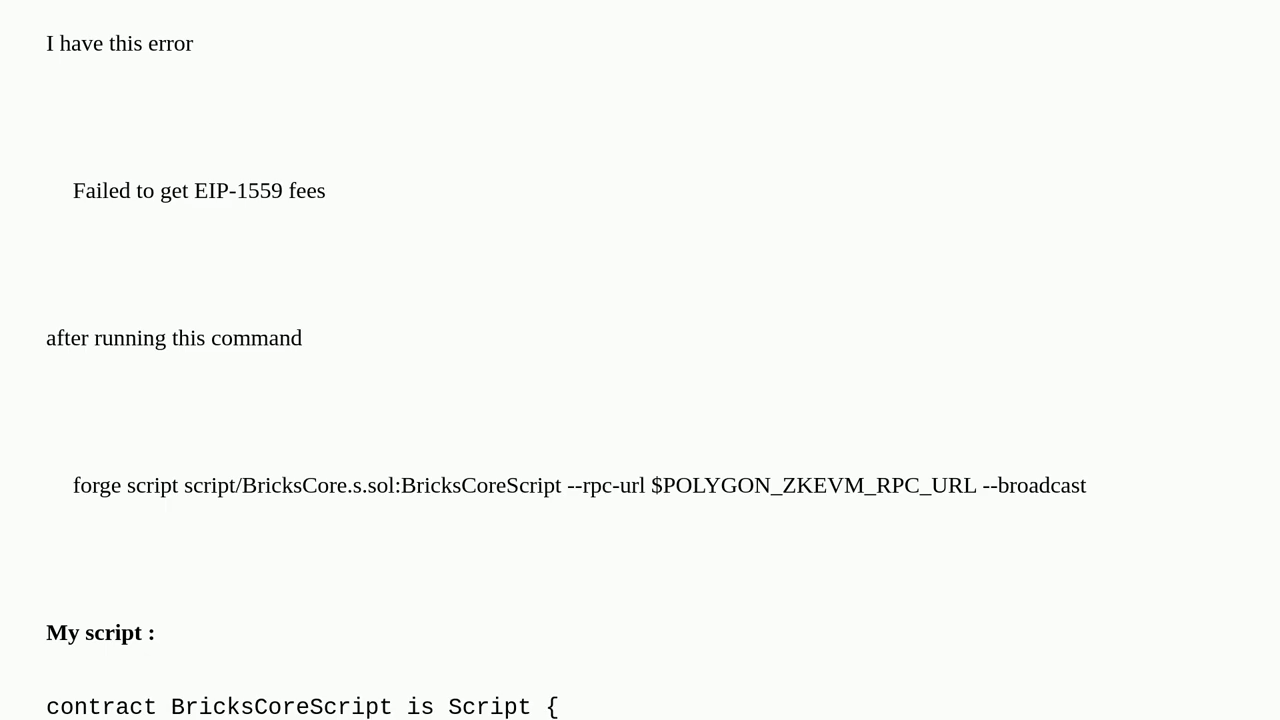 I have this error
Failed to get EIP-1559 fees
after running this command
forge script script/BricksCore.s.sol:BricksCoreScript --rpc-url $POLYGON_ZKEVM_RPC_URL --broadcast
My script :
contract BricksCoreScript is Script {